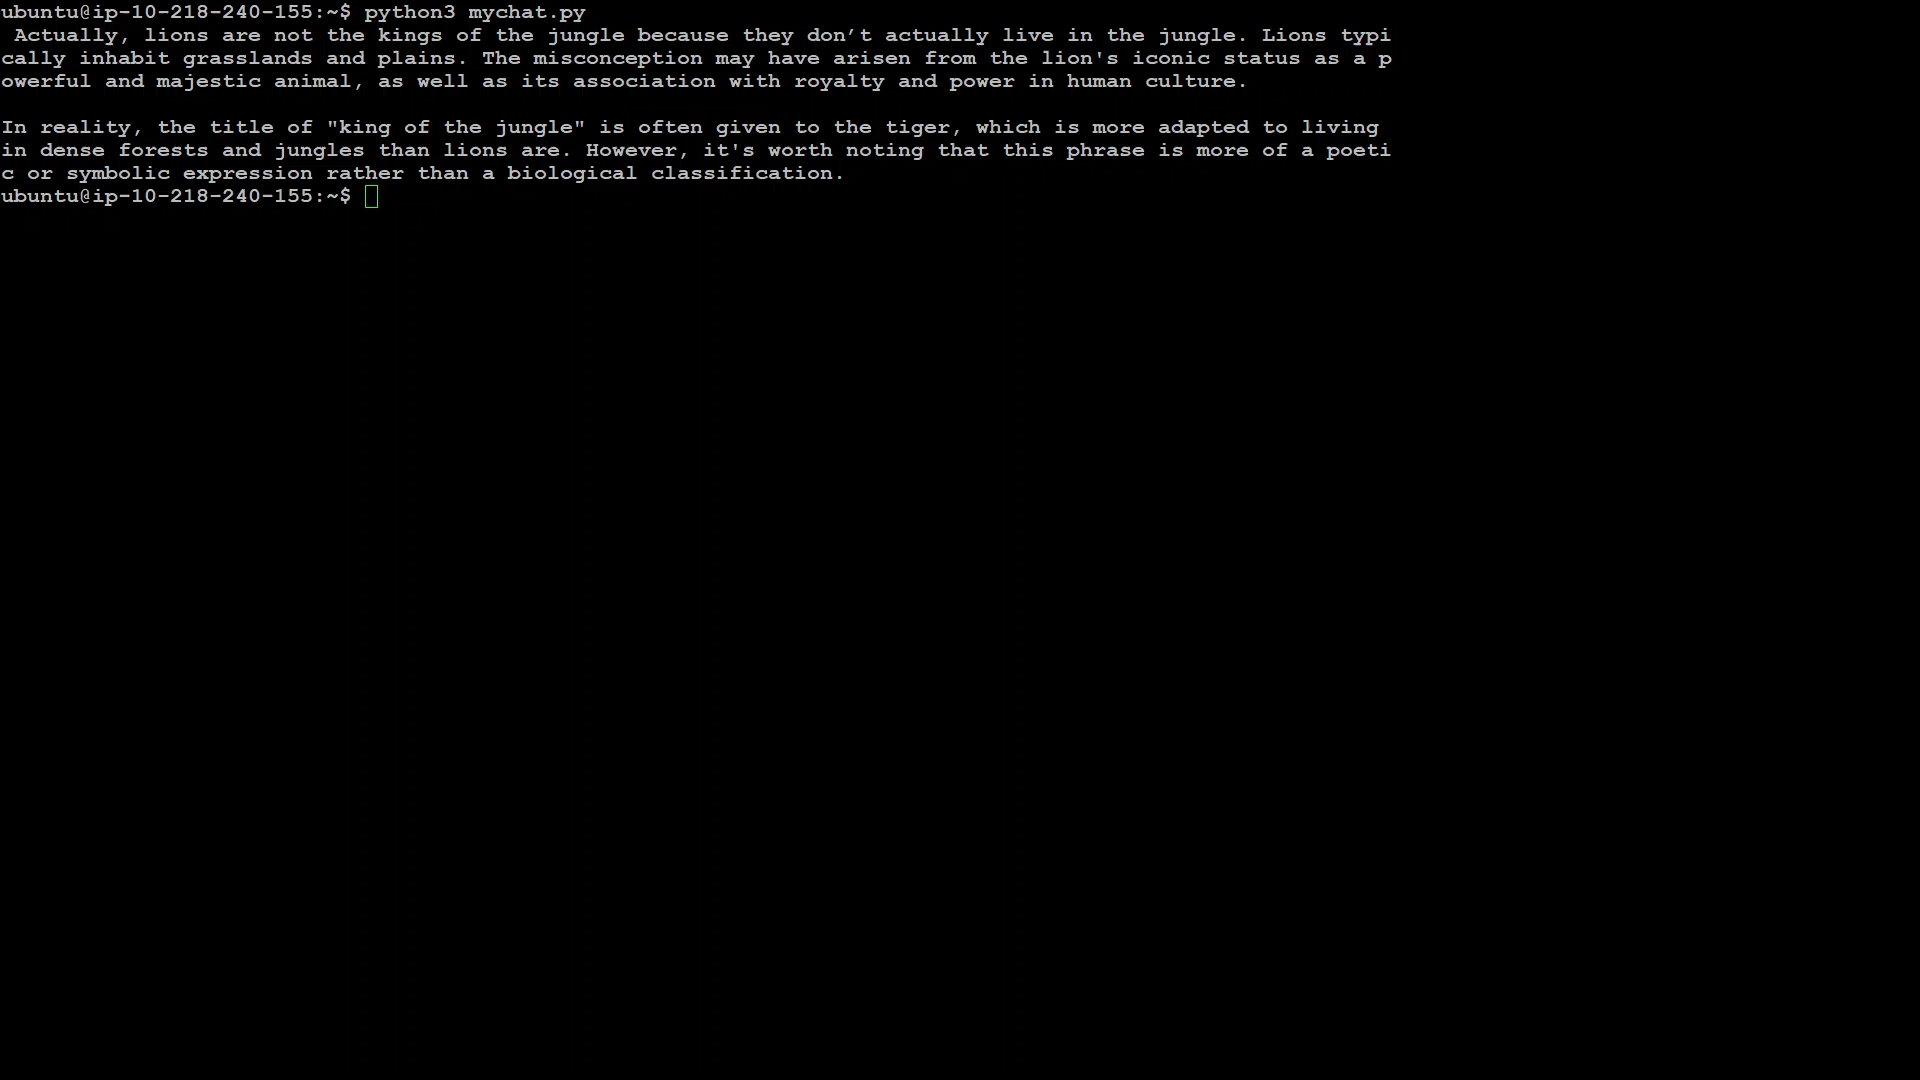 ubuntu@ip-10-218-240-155:~$ python3 mychat.py
 Actually, lions are not the kings of the jungle because they don’t actually live in the jungle. Lions typi
cally inhabit grasslands and plains. The misconception may have arisen from the lion's iconic status as a p
owerful and majestic animal, as well as its association with royalty and power in human culture.

In reality, the title of "king of the jungle" is often given to the tiger, which is more adapted to living
in dense forests and jungles than lions are. However, it's worth noting that this phrase is more of a poeti
c or symbolic expression rather than a biological classification.
ubuntu@ip-10-218-240-155:~$